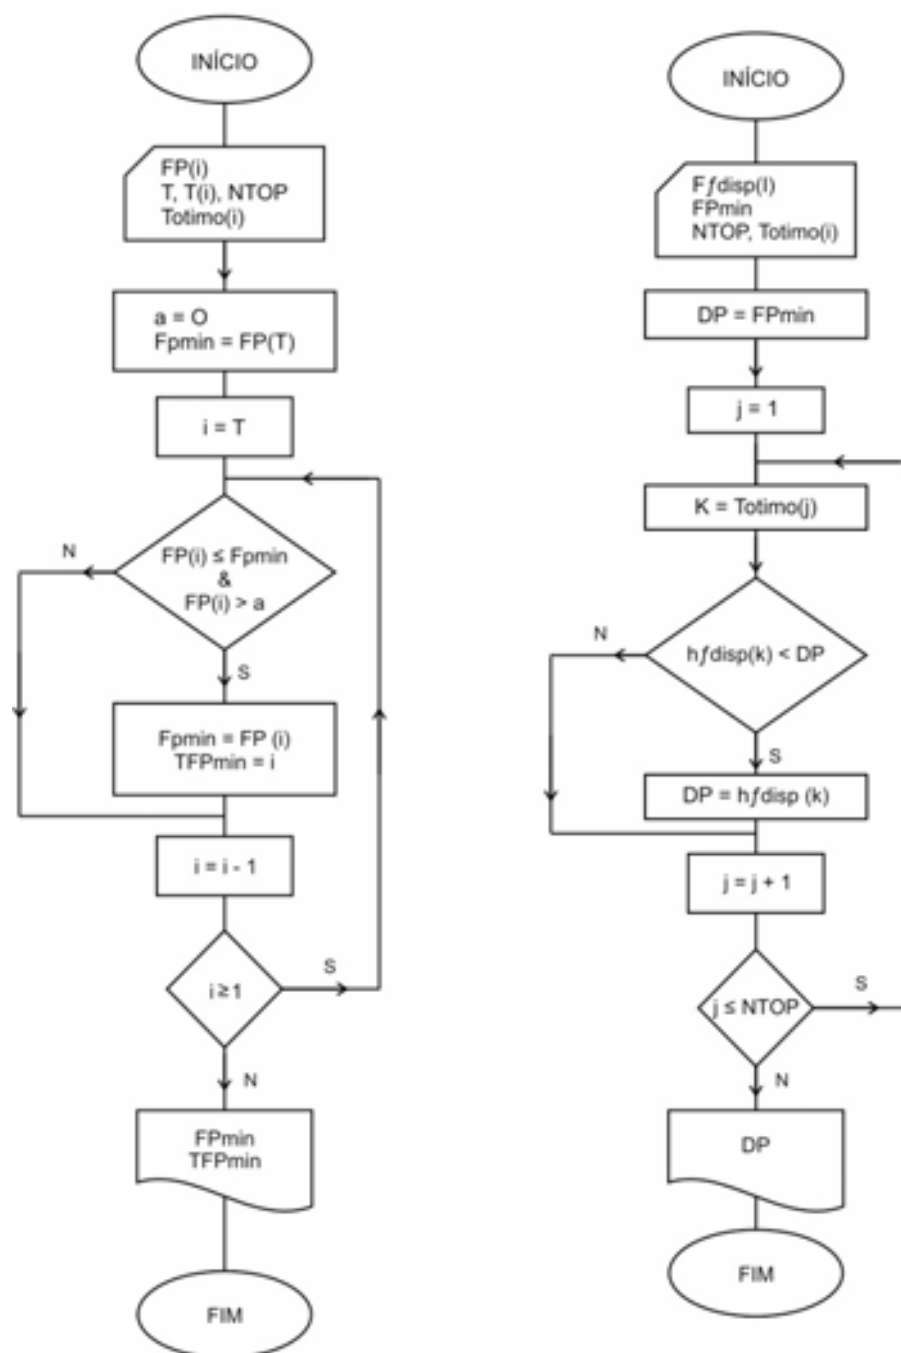 INÍCIO
FP(i)
T, T(i), NTOP
Totimo(i)
a = O
Fpmin = FP(T)
i = T
N
FP(i) ≤ Fpmin
&
FP(i) > a
S
Fpmin = FP (i)
TFPmin = i
i = i - 1
i ≥ 1
S
N
FPmin
TFPmin
FIM
INÍCIO
Fƒdisp(I)
FPmin
NTOP, Totimo(i)
DP = FPmin
j = 1
K = Totimo(j)
N
hƒdisp(k) < DP
S
DP = hƒdisp (k)
j = j + 1
j ≤ NTOP
S
N
DP
FIM